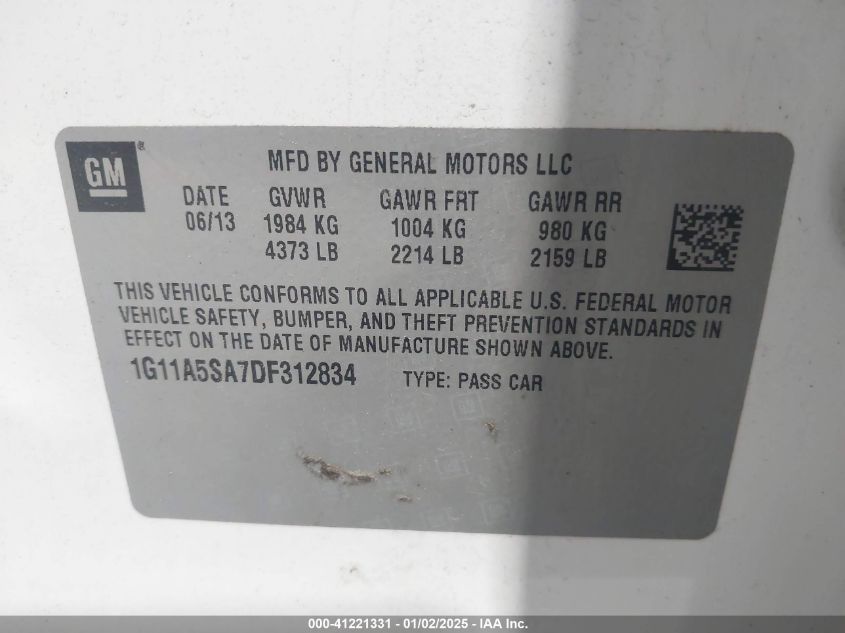 GM®
MFD BY GENERAL MOTORS LLC
DATE GVWR GAWR FRT GAWR RR
06/13 1984 KG 1004 KG 980 KG
4373 LB 2214 LB 2159 LB
THIS VEHICLE CONFORMS TO ALL APPLICABLE U.S. FEDERAL MOTOR
VEHICLE SAFETY, BUMPER, AND THEFT PREVENTION STANDARDS IN
EFFECT ON THE DATE OF MANUFACTURE SHOWN ABOVE.
1G11A5SA7DF312834 TYPE: PASS CAR
000-41221331 - 01/02/2025 - IAA Inc.